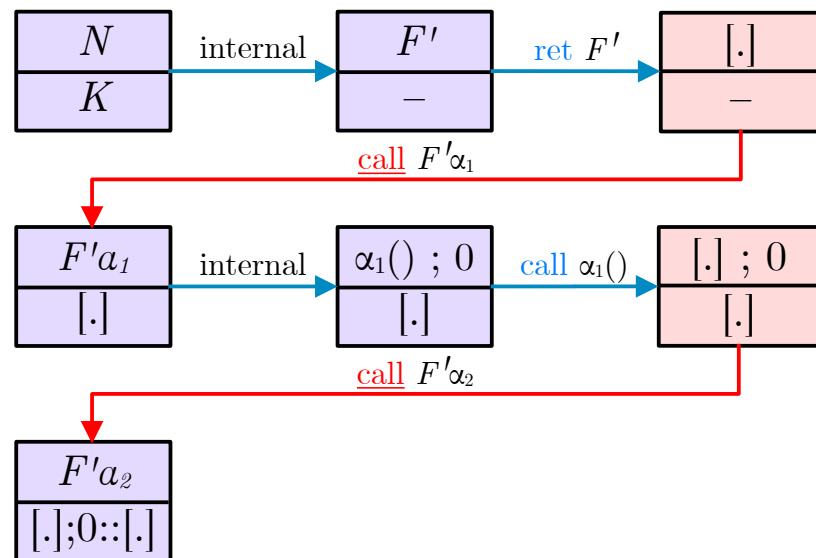 N internal F′ ret F′ [.]
K – –
call F′α₁
F′a₁ internal α₁() ; 0 call α₁() [.] ; 0
[.] [.] [.]
call F′α₂
F′a₂
[.];0::[.]